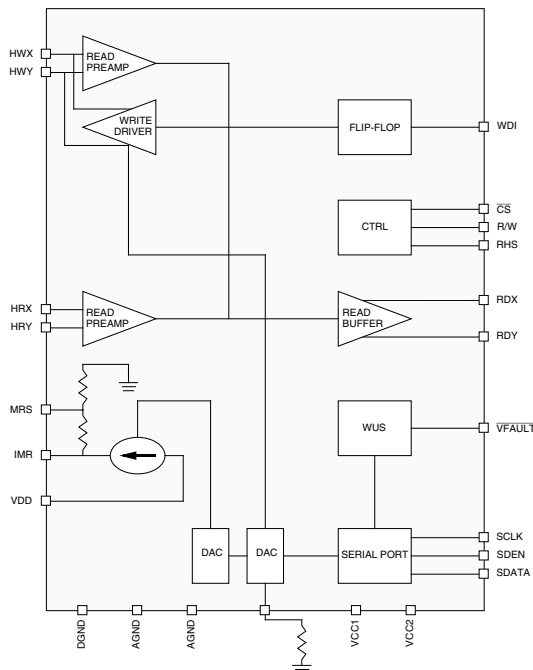 HWX
HWY
READ
PREAMP
WRITE
DRIVER
FLIP-FLOP
WDI
CTRL
CS
R/W
RHS
HRX
HRY
READ
PREAMP
READ
BUFFER
RDX
RDY
MRS
IMR
VDD
WUS
VFAULT
DAC
DAC
SERIAL PORT
SCLK
SDEN
SDATA
DGND
AGND
AGND
VCC1
VCC2